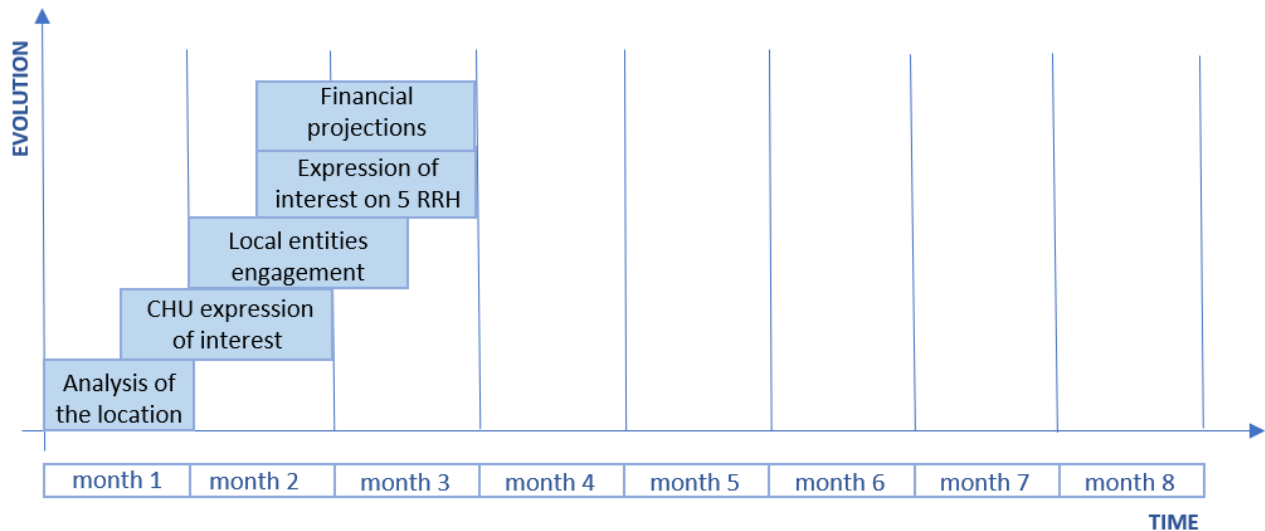 EVOLUTION
Financial
projections
Expression of
interest on 5 RRH
Local entities
engagement
CHU expression
of interest
Analysis of
the location
month 1
month 2
month 3
month 4
month 5
month 6
month 7
month 8
TIME